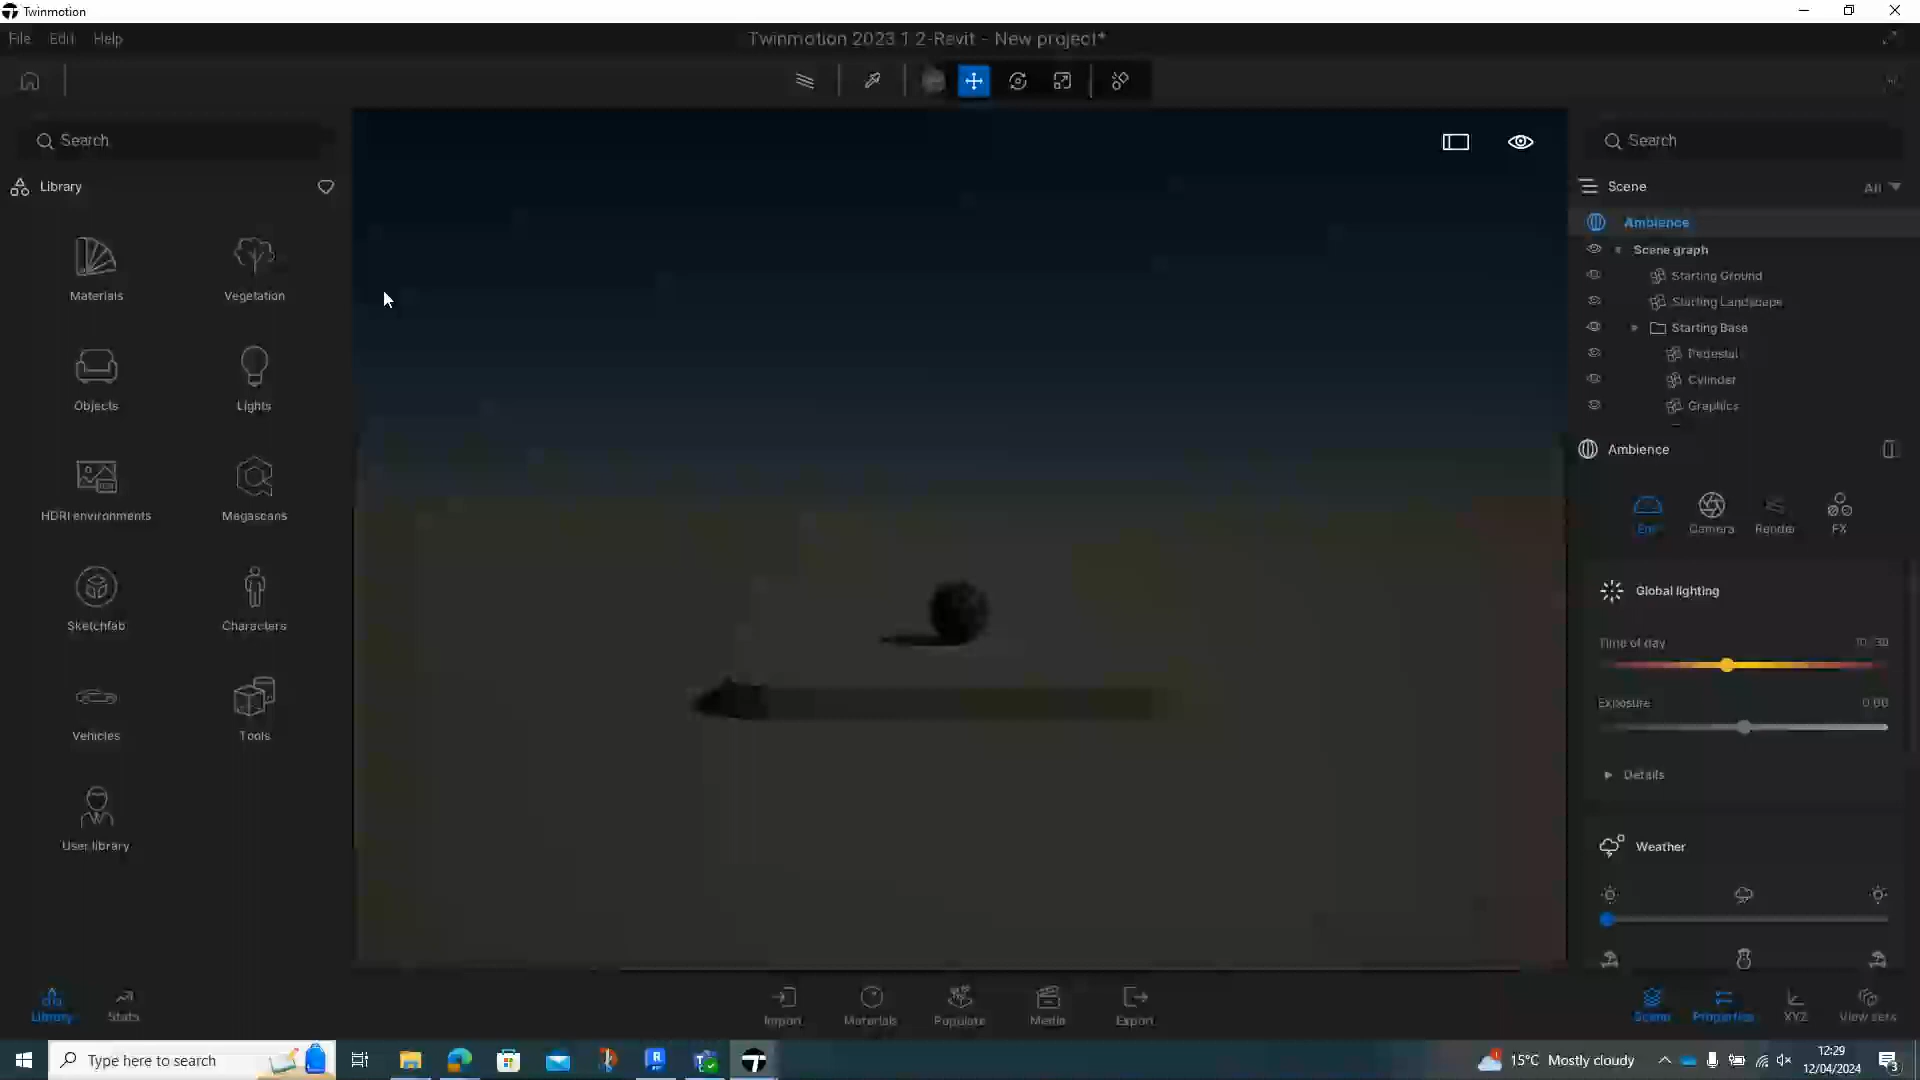 Twinmotion
File Edit Help
Twinmotion 2023 1 2-Revit - New project*
Search
Library
Materials
Vegetation
Objects
Lights
HDRI environments
Megascans
Sketchfab
Characters
Vehicles
Tools
User library
Library
Stats
Import
Materials
Populate
Media
Export
Search
Scene
All
Ambience
Scene graph
Starting Ground
Starting Landscape
Starting Base
Pedestal
Cylinder
Graphics
Ambience
Env
Camera
Render
FX
Global lighting
Time of day
Exposure 0.00
Details
Weather
Scene
Properties
XYZ
View sets
Type here to search
15°C Mostly cloudy
12:29
12/04/2024
3